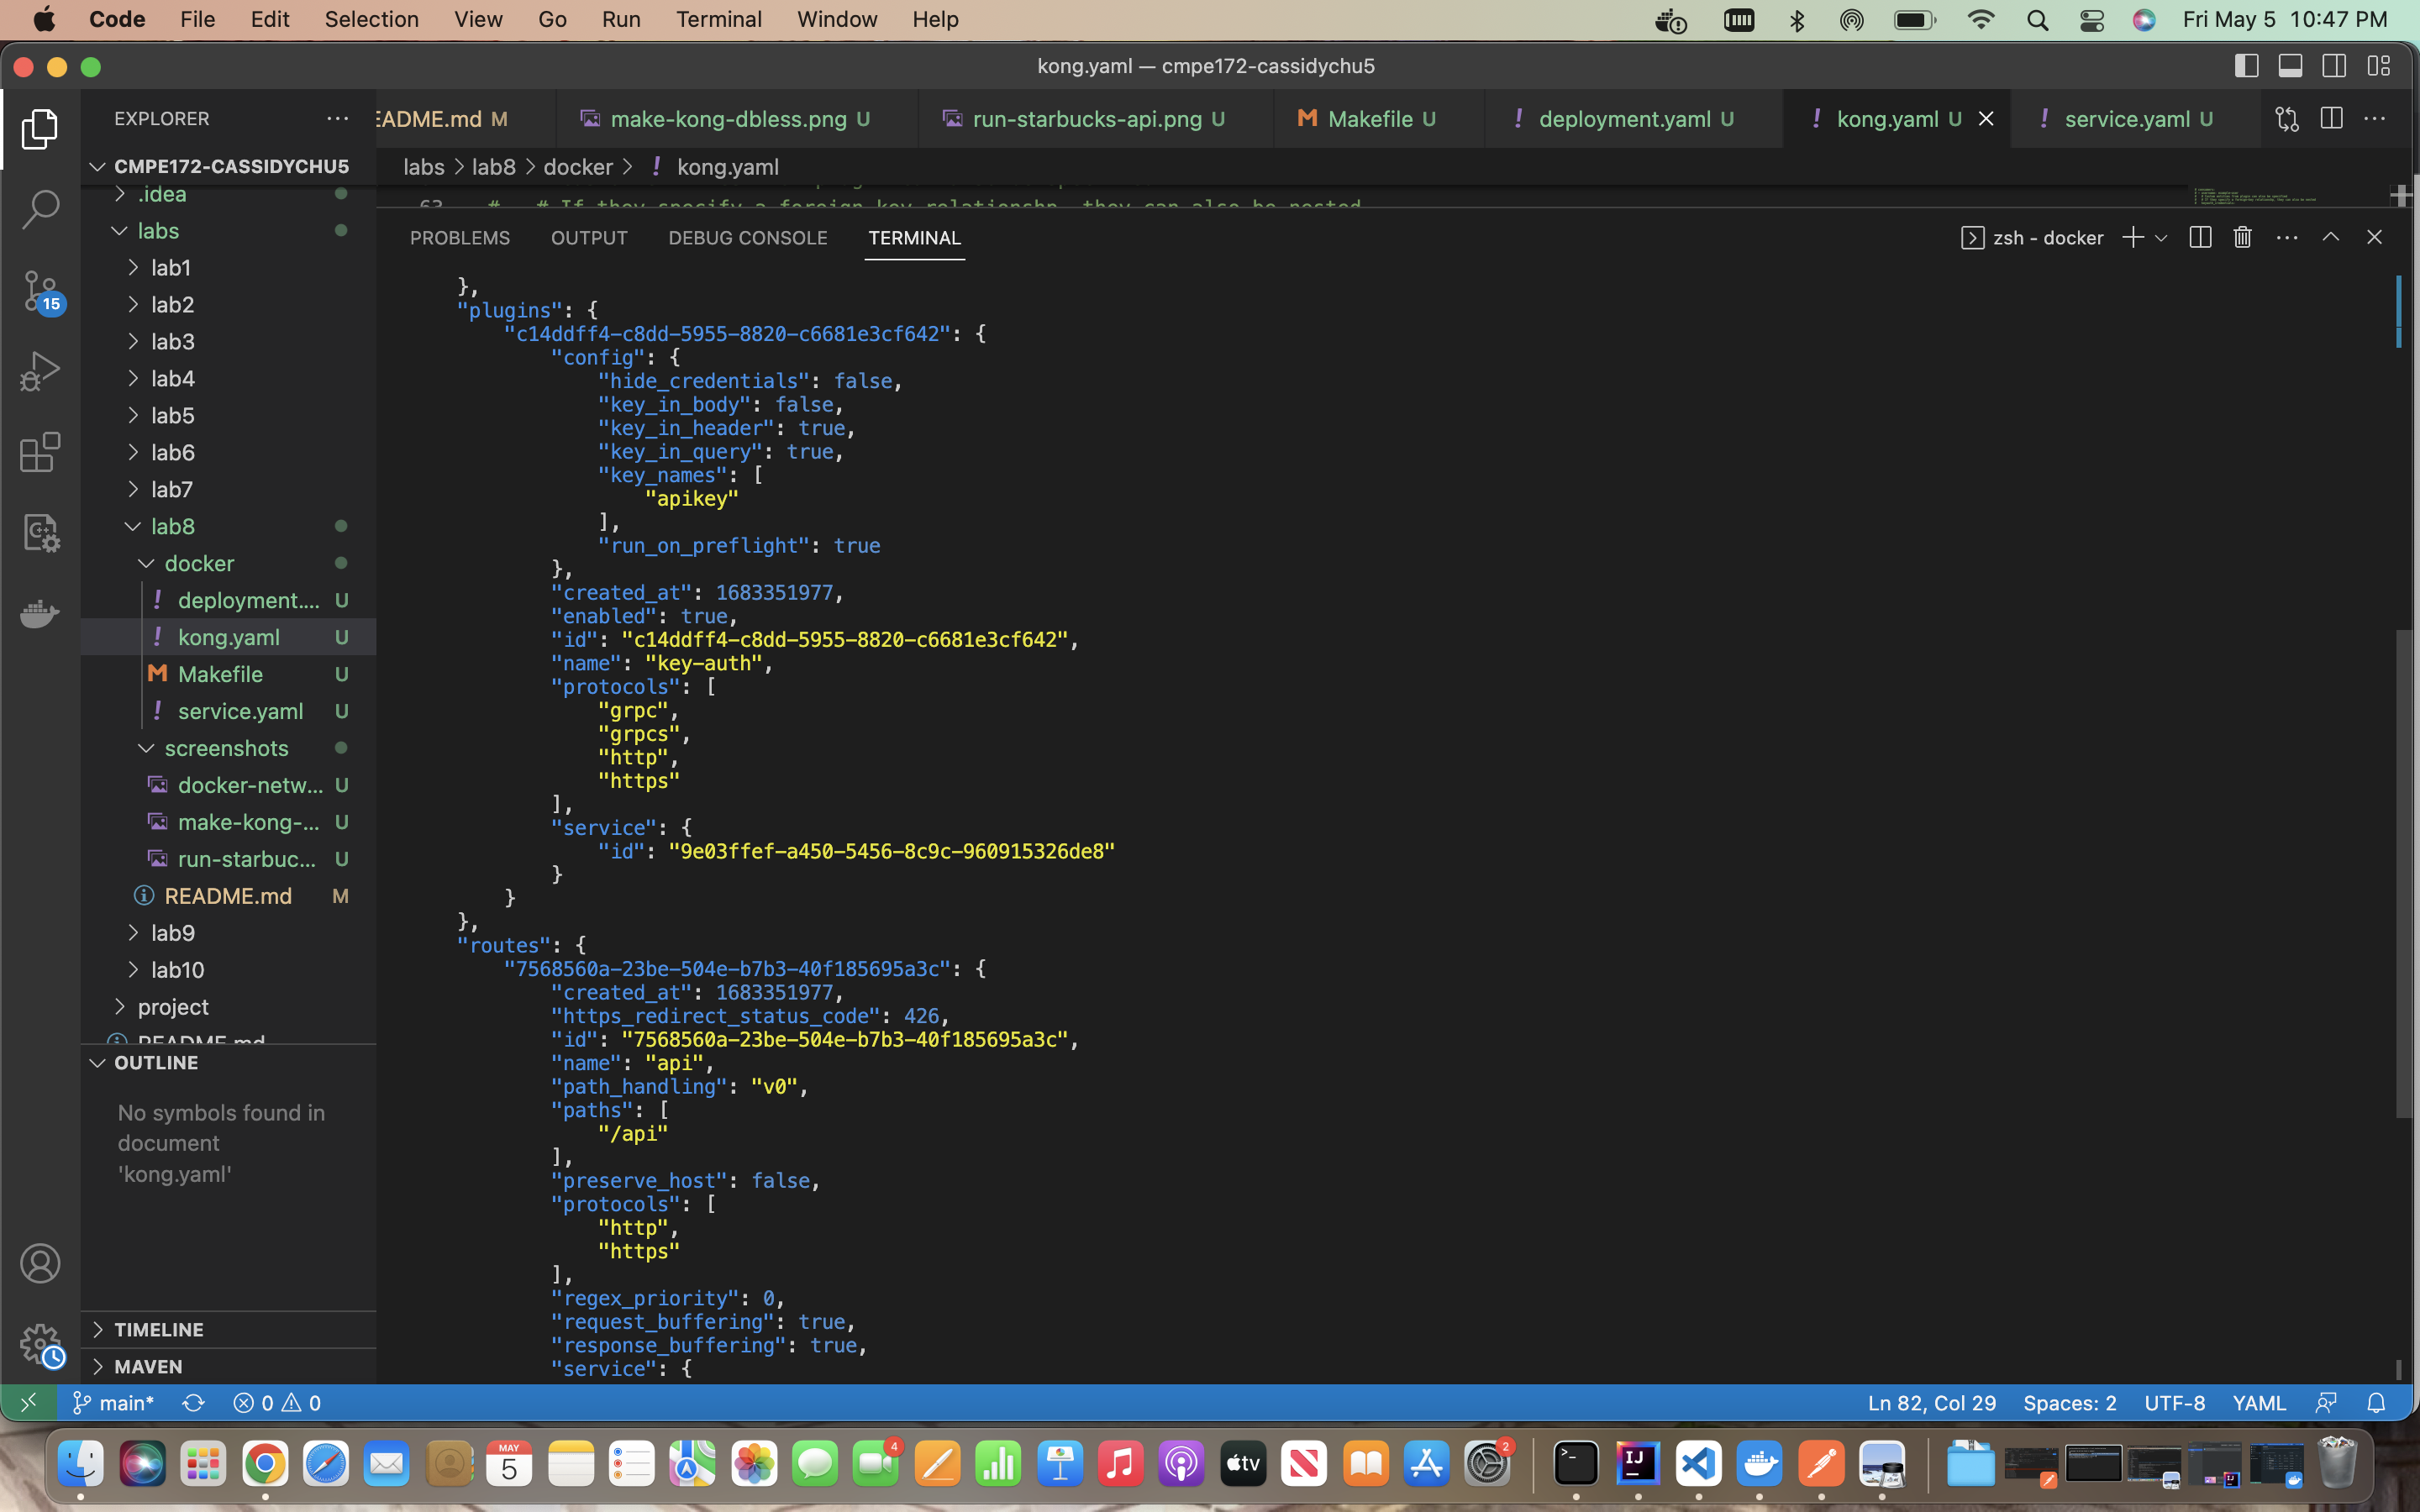 Code File Edit Selection View Go Run Terminal Window Help
Fri May 5 10:47 PM
kong.yaml — cmpe172-cassidychu5
EXPLORER
EADME.md M
make-kong-dbless.png U
run-starbucks-api.png U
Makefile U
deployment.yaml U
kong.yaml U
service.yaml U
CMPE172-CASSIDYCHU5
labs > lab8 > docker > ! kong.yaml
.idea
labs
lab1
lab2
lab3
lab4
lab5
lab6
lab7
lab8
docker
deployment.... U
kong.yaml U
Makefile U
service.yaml U
screenshots
docker-netw... U
make-kong-... U
run-starbuc... U
README.md M
lab9
lab10
project
README.md
OUTLINE
No symbols found in
document
'kong.yaml'
TIMELINE
MAVEN
15
63 # # If they specify a foreign key relationshp, they can also be nested
PROBLEMS OUTPUT DEBUG CONSOLE TERMINAL
zsh - docker
},
"plugins": {
"c14ddff4-c8dd-5955-8820-c6681e3cf642": {
"config": {
"hide_credentials": false,
"key_in_body": false,
"key_in_header": true,
"key_in_query": true,
"key_names": [
"apikey"
],
"run_on_preflight": true
},
"created_at": 1683351977,
"enabled": true,
"id": "c14ddff4-c8dd-5955-8820-c6681e3cf642",
"name": "key-auth",
"protocols": [
"grpc",
"grpcs",
"http",
"https"
],
"service": {
"id": "9e03ffef-a450-5456-8c9c-960915326de8"
}
}
},
"routes": {
"7568560a-23be-504e-b7b3-40f185695a3c": {
"created_at": 1683351977,
"https_redirect_status_code": 426,
"id": "7568560a-23be-504e-b7b3-40f185695a3c",
"name": "api",
"path_handling": "v0",
"paths": [
"/api"
],
"preserve_host": false,
"protocols": [
"http",
"https"
],
"regex_priority": 0,
"request_buffering": true,
"response_buffering": true,
"service": {
main* 0 0
Ln 82, Col 29 Spaces: 2 UTF-8 YAML
MAY
5
4
tv
2
IJ